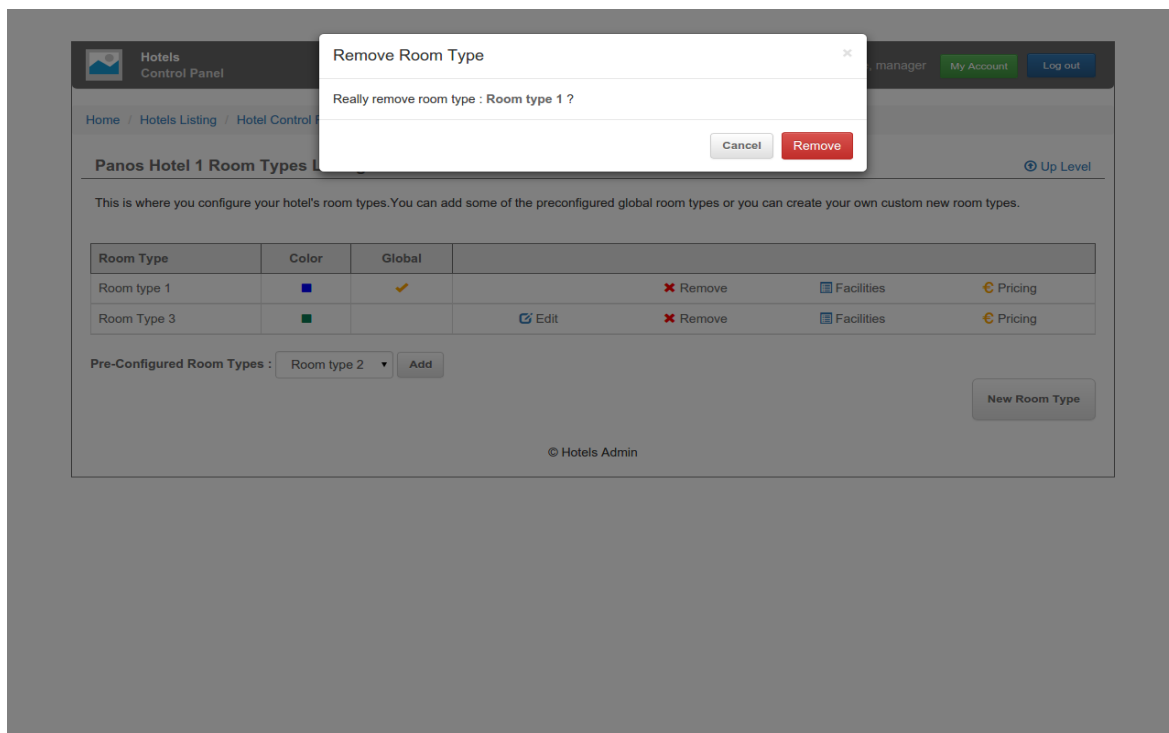 Remove Room Type ×
Really remove room type : Room type 1 ?
Cancel Remove
Hotels
Control Panel
manager My Account Log out
Home / Hotels Listing / Hotel Control
Panos Hotel 1 Room Types
Up Level
This is where you configure your hotel's room types.You can add some of the preconfigured global room types or you can create your own custom new room types.
Room Type Color Global
Room type 1 Remove Facilities € Pricing
Room Type 3 Edit Remove Facilities € Pricing
Pre-Configured Room Types : Room type 2 Add
New Room Type
© Hotels Admin